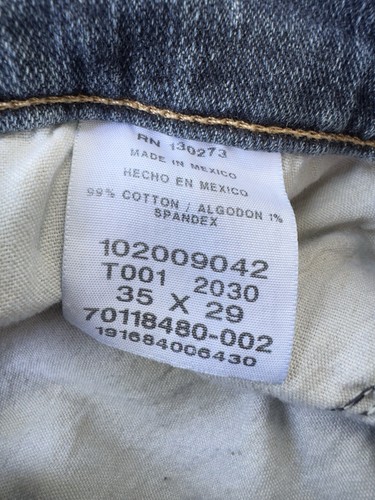 RN 130273
MADE IN MEXICO
HECHO EN MEXICO
99% COTTON / ALGODON 1%
SPANDEX
102009042
T001 2030
35 X 29
70118480-002
191684006430